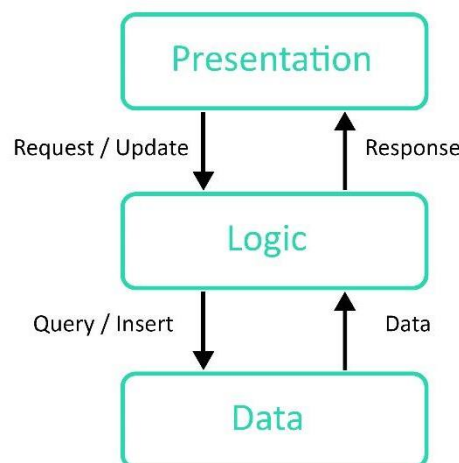 Presentation
Request / Update
Response
Logic
Query / Insert
Data
Data